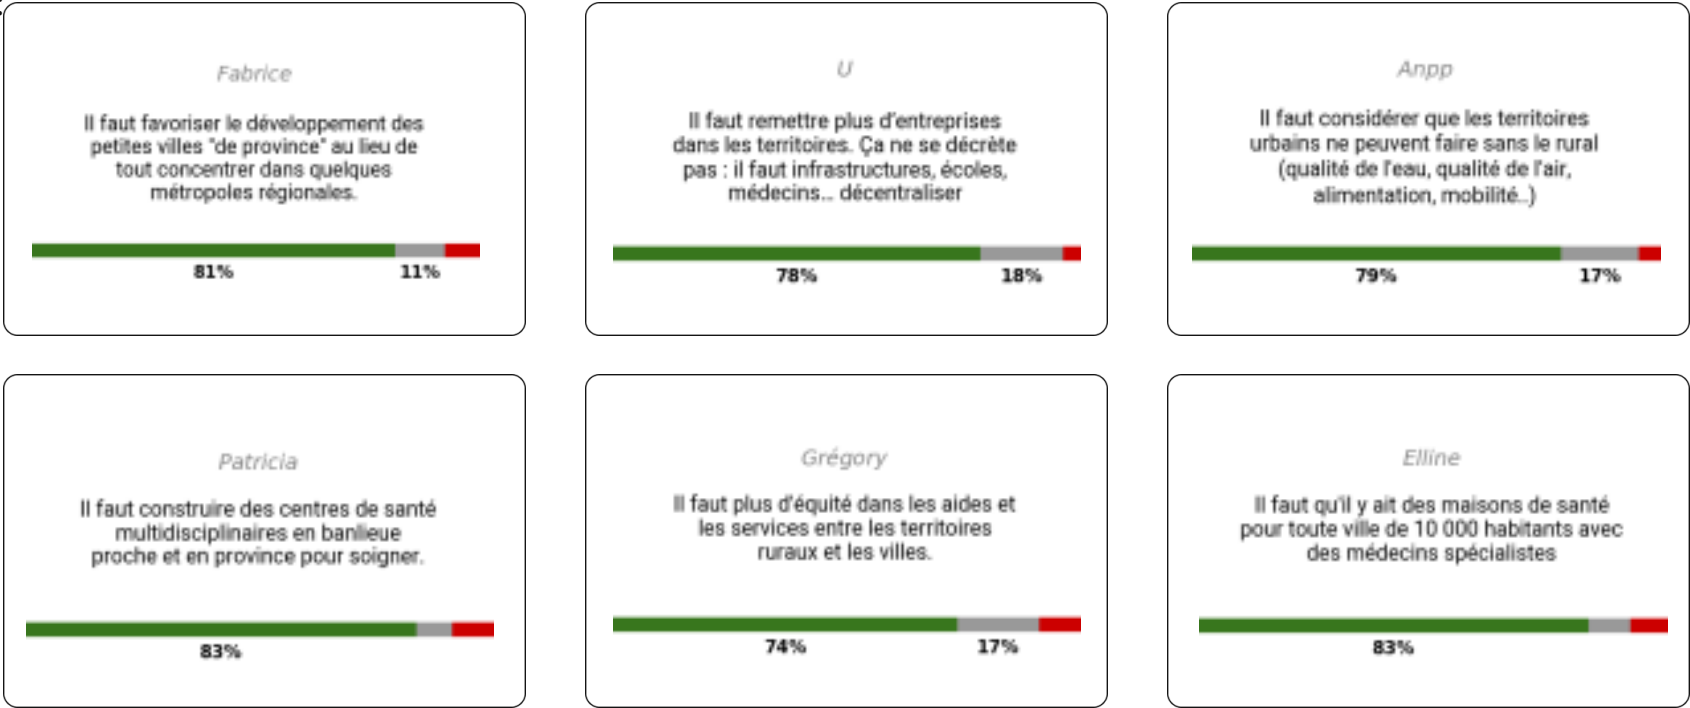 Fabrice
Il faut favoriser le développement des
petites villes "de province" au lieu de
tout concentrer dans quelques
métropoles régionales.
81%
11%
U
Il faut remettre plus d'entreprises
dans les territoires. Ça ne se décrète
pas : il faut infrastructures, écoles,
médecins... décentraliser
78%
18%
Anpp
Il faut considérer que les territoires
urbains ne peuvent faire sans le rural
(qualité de l'eau, qualité de l'air,
alimentation, mobilité..)
79%
17%
Patricia
Il faut construire des centres de santé
multidisciplinaires en banlieue
proche et en province pour soigner.
83%
Grégory
Il faut plus d'équité dans les aides et
les services entre les territoires
ruraux et les villes.
74%
17%
Elline
Il faut qu'il y ait des maisons de santé
pour toute ville de 10 000 habitants avec
des médecins spécialistes
83%